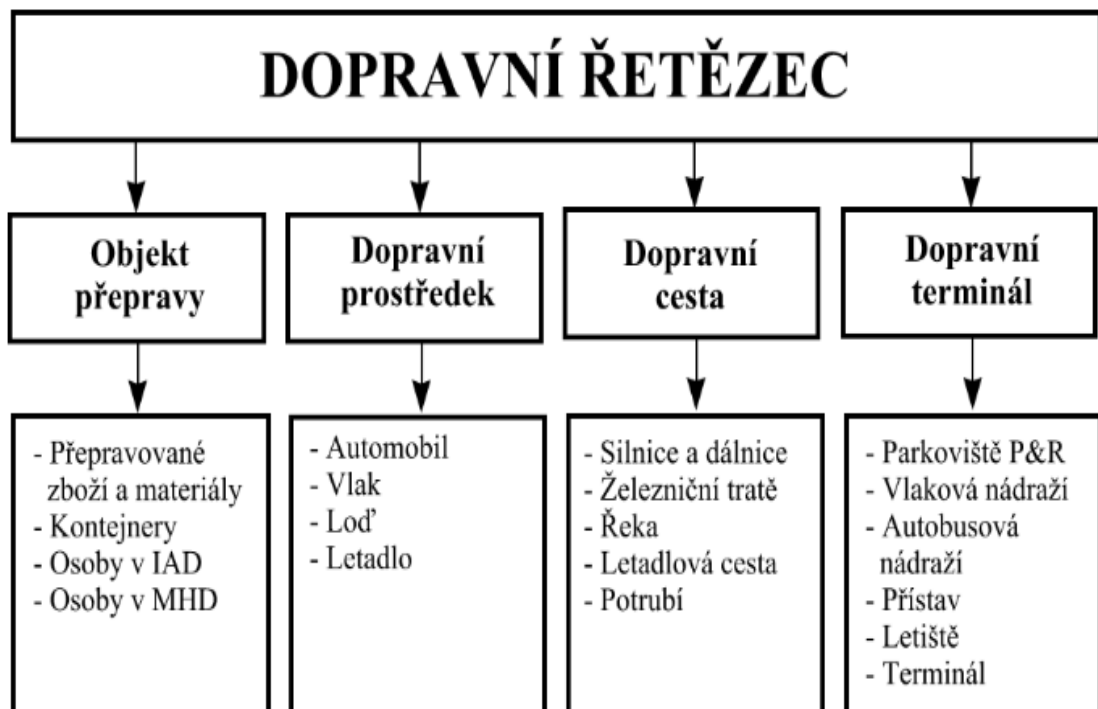 DOPRAVNÍ ŘETĚZEC
Objekt
přepravy
Dopravní
prostředek
Dopravní
cesta
Dopravní
terminál
- Přepravované
zboží a materiály
- Kontejnery
- Osoby v IAD
- Osoby v MHD
- Automobil
- Vlak
- Loď
- Letadlo
- Silnice a dálnice
- Železniční tratě
- Řeka
- Letadlová cesta
- Potrubí
- Parkoviště P&R
- Vlaková nádraží
- Autobusová
nádraží
- Přístav
- Letiště
- Terminál